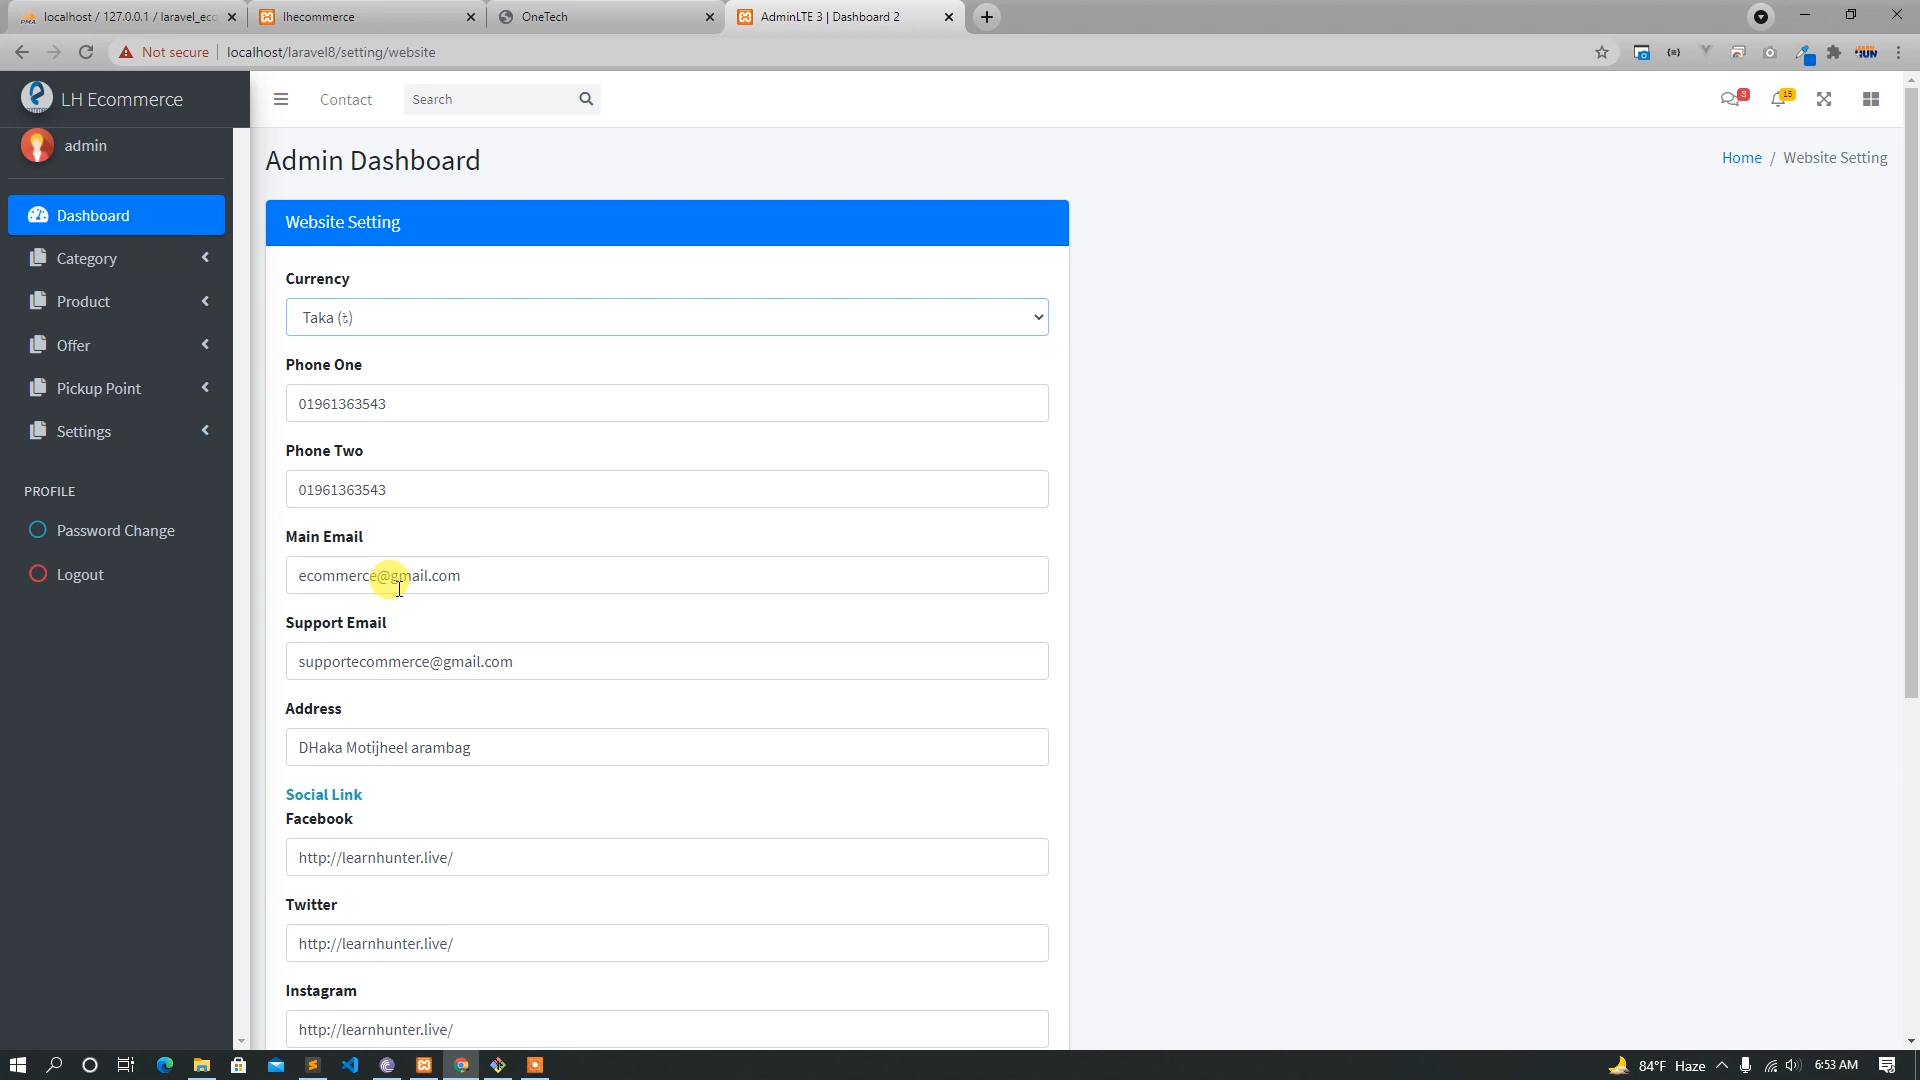 localhost / 127.0.0.1 / laravel_ecc
lhecommerce
OneTech
AdminLTE 3 | Dashboard 2
Not secure
localhost/laravel8/setting/website
LH Ecommerce
Contact
Search
3
15
admin
Admin Dashboard
Home / Website Setting
Dashboard
Category
Product
Offer
Pickup Point
Settings
PROFILE
Password Change
Logout
Website Setting
Currency
Taka (৳)
Phone One
01961363543
Phone Two
01961363543
Main Email
ecommerce@gmail.com
Support Email
supportecommerce@gmail.com
Address
DHaka Motijheel arambag
Social Link
Facebook
http://learnhunter.live/
Twitter
http://learnhunter.live/
Instagram
http://learnhunter.live/
84°F Haze
6:53 AM